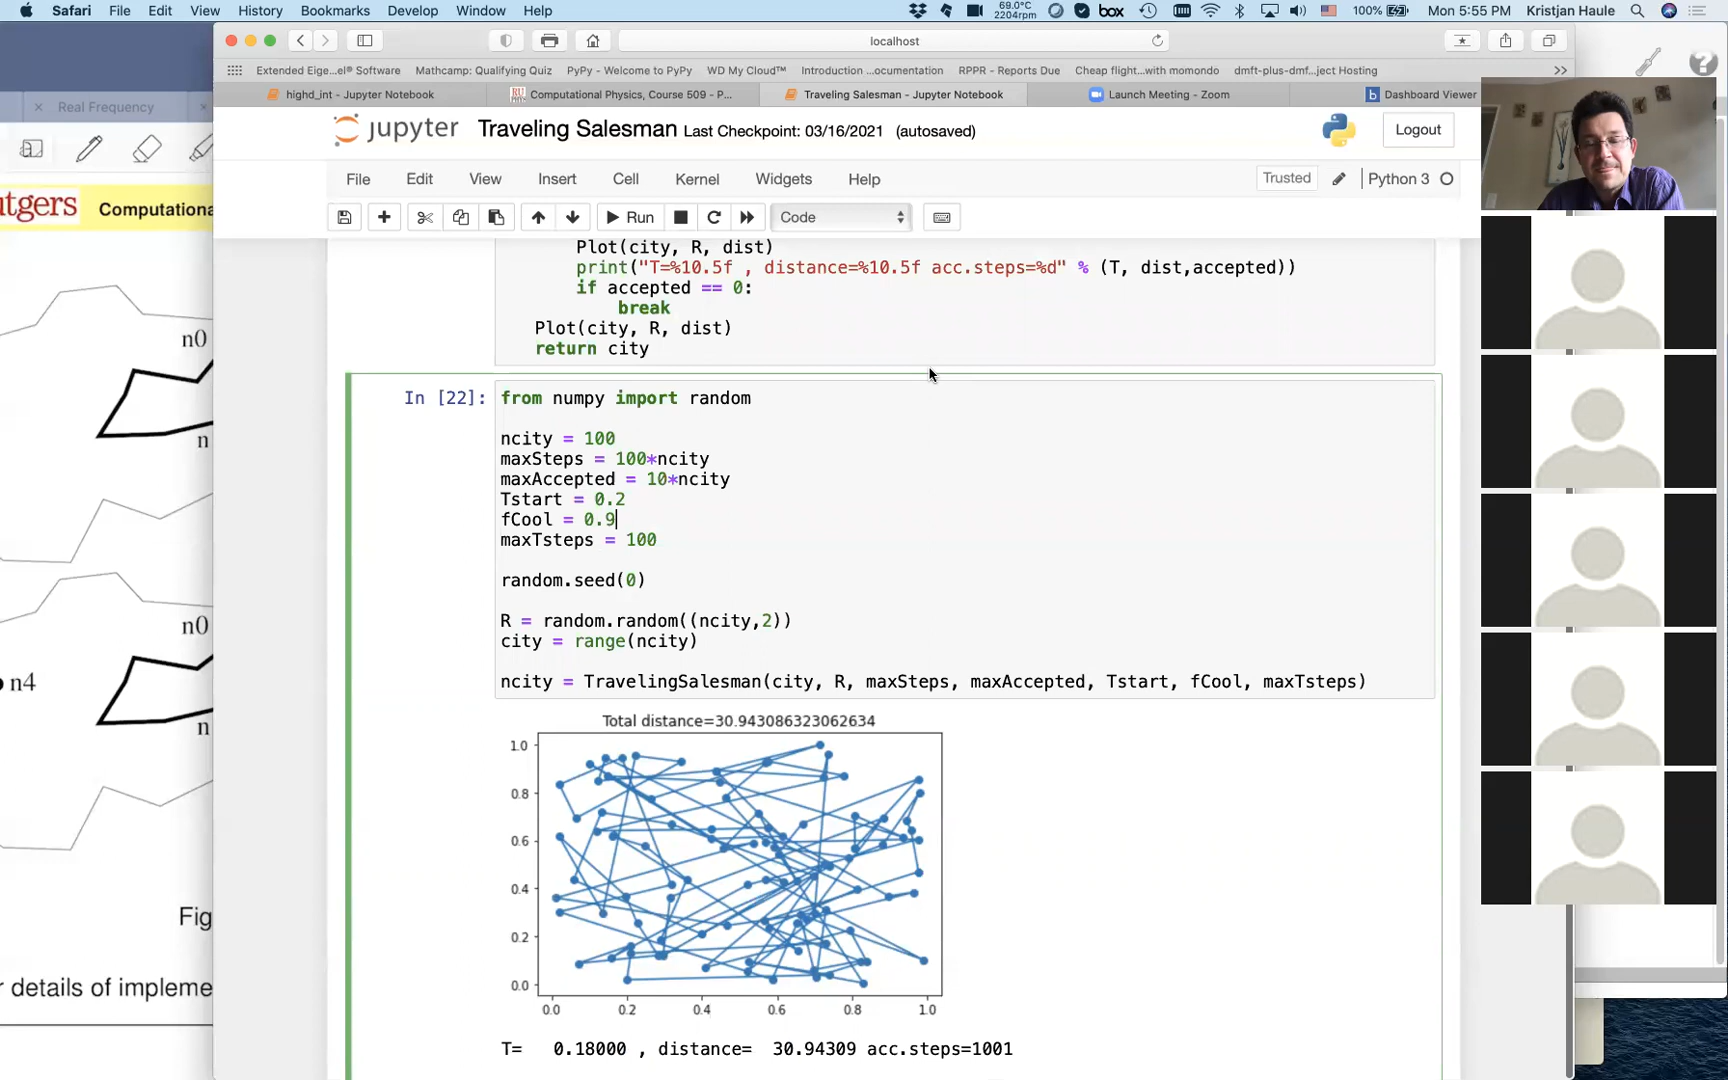 Safari File Edit View History Bookmarks Develop Window Help
69.0°C
2204rpm
box
100%
Mon 5:55 PM Kristjan Haule
localhost
Extended Eige...el® Software Mathcamp: Qualifying Quiz PyPy - Welcome to PyPy WD My Cloud™ Introduction ...ocumentation RPPR - Reports Due Cheap flight...with momondo dmft-plus-dmf...ject Hosting
highd_int - Jupyter Notebook Computational Physics, Course 509 - P... Traveling Salesman - Jupyter Notebook Launch Meeting - Zoom Dashboard Viewer
Real Frequency
jupyter Traveling Salesman Last Checkpoint: 03/16/2021 (autosaved)
Logout
File Edit View Insert Cell Kernel Widgets Help
Trusted Python 3
Run Code
utgers Computationa
n0
n
n0
n4
n
Fig
r details of impleme
Plot(city, R, dist)
print("T=%10.5f , distance=%10.5f acc.steps=%d" % (T, dist,accepted))
if accepted == 0:
break
Plot(city, R, dist)
return city
In [22]:
from numpy import random
ncity = 100
maxSteps = 100*ncity
maxAccepted = 10*ncity
Tstart = 0.2
fCool = 0.9
maxTsteps = 100
random.seed(0)
R = random.random((ncity,2))
city = range(ncity)
ncity = TravelingSalesman(city, R, maxSteps, maxAccepted, Tstart, fCool, maxTsteps)
Total distance=30.943086323062634
1.0
0.8
0.6
0.4
0.2
0.0
0.0 0.2 0.4 0.6 0.8 1.0
T= 0.18000 , distance= 30.94309 acc.steps=1001